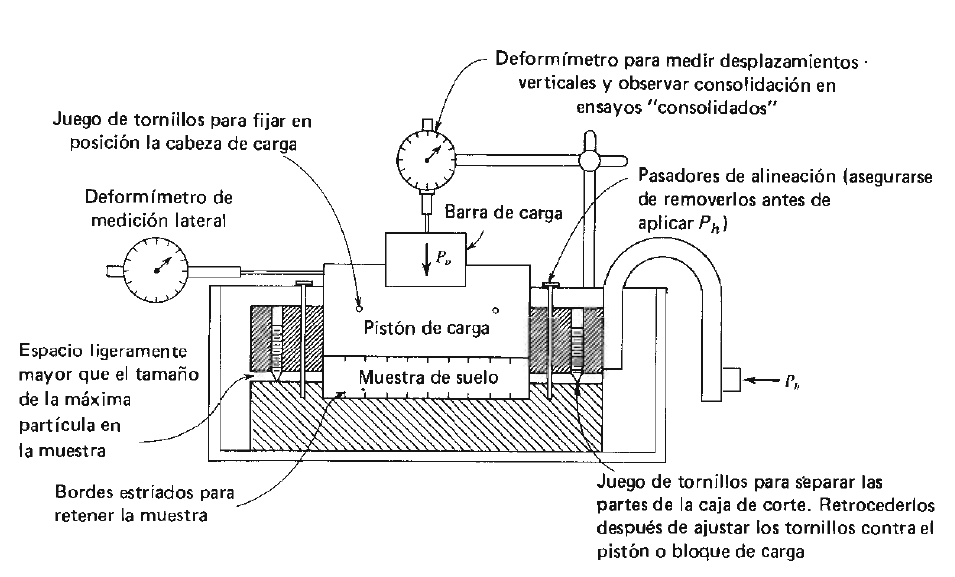 Deformímetro para medir desplazamientos
verticales y observar consolidación en
ensayos "consolidados"
Juego de tornillos para fijar en
posición la cabeza de carga
Pasadores de alineación (asegurarse
de removerlos antes de
aplicar Pₕ)
Deformímetro de
medición lateral
Barra de carga
Pᵥ
Pistón de carga
Muestra de suelo
Espacio ligeramente
mayor que el tamaño
de la máxima
partícula en
la muestra
Pₕ
Bordes estriados para
retener la muestra
Juego de tornillos para separar las
partes de la caja de corte. Retrocederlos
después de ajustar los tornillos contra el
pistón o bloque de carga